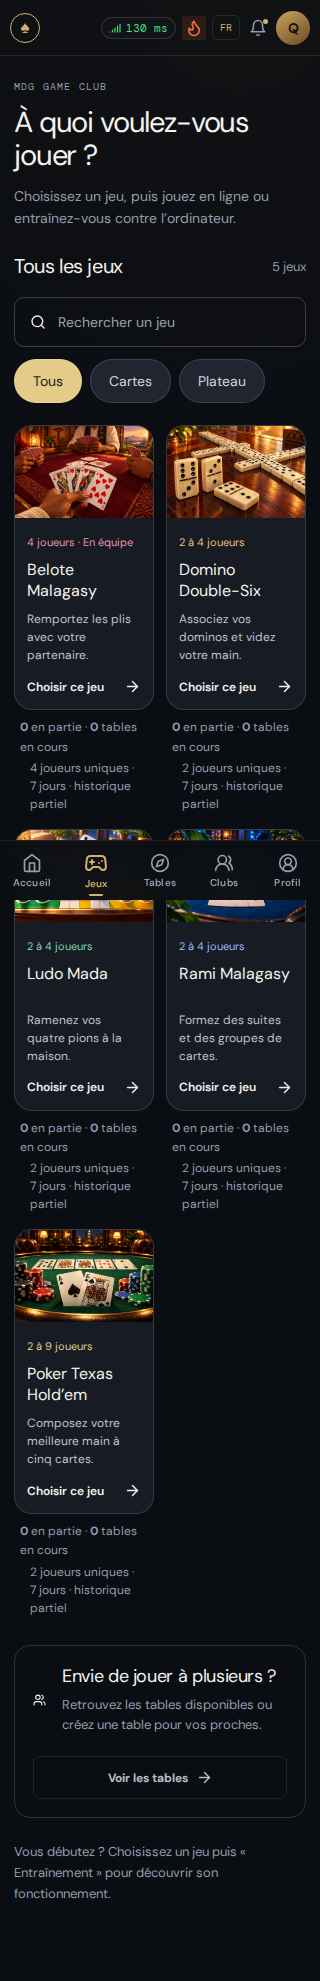 130 ms
FR
Q
MDG GAME CLUB
À quoi voulez-vous
jouer ?
Choisissez un jeu, puis jouez en ligne ou
entraînez-vous contre l'ordinateur.
Tous les jeux
5 jeux
Rechercher un jeu
Tous
Cartes
Plateau
4 joueurs · En équipe
Belote
Malagasy
Remportez les plis
avec votre
partenaire.
Choisir ce jeu
0 en partie · 0 tables
en cours
4 joueurs uniques ·
7 jours · historique
partiel
2 à 4 joueurs
Domino
Double-Six
Associez vos
dominos et videz
votre main.
Choisir ce jeu
0 en partie · 0 tables
en cours
2 joueurs uniques ·
7 jours · historique
partiel
Accueil
Jeux
Tables
Clubs
Profil
2 à 4 joueurs
Ludo Mada
Ramenez vos
quatre pions à la
maison.
Choisir ce jeu
0 en partie · 0 tables
en cours
2 joueurs uniques ·
7 jours · historique
partiel
2 à 4 joueurs
Rami Malagasy
Formez des suites
et des groupes de
cartes.
Choisir ce jeu
0 en partie · 0 tables
en cours
2 joueurs uniques ·
7 jours · historique
partiel
2 à 9 joueurs
Poker Texas
Hold'em
Composez votre
meilleure main à
cinq cartes.
Choisir ce jeu
0 en partie · 0 tables
en cours
2 joueurs uniques ·
7 jours · historique
partiel
Envie de jouer à plusieurs ?
Retrouvez les tables disponibles ou
créez une table pour vos proches.
Voir les tables
Vous débutez ? Choisissez un jeu puis «
Entraînement » pour découvrir son
fonctionnement.